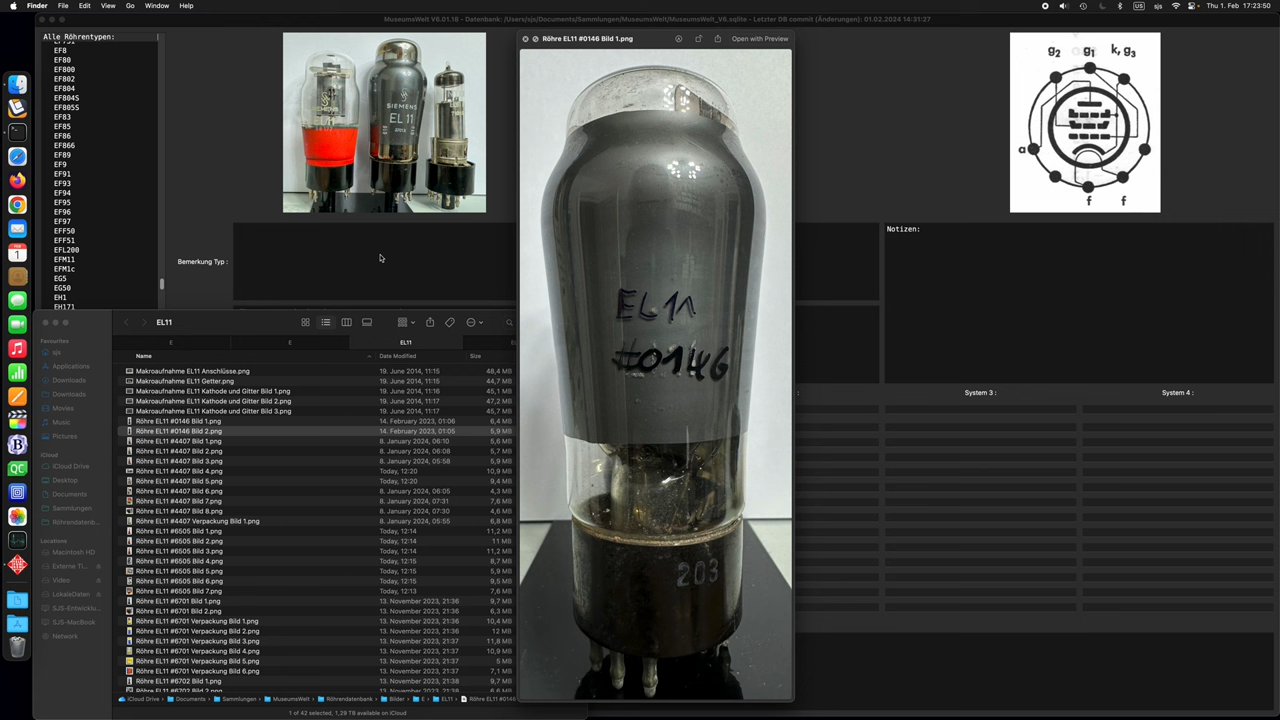 Finder File Edit View Go Window Help
US sjs Thu 1. Feb 17:23:50
MuseumsWelt V6.01.18 - Datenbank: /Users/sjs/Documents/Sammlungen/MuseumsWelt/MuseumsWelt_V6.sqlite - Letzter DB commit (Änderungen): 01.02.2024 14:31:27
Alle Röhrentypen:
EF8
EF80
EF800
EF802
EF804
EF804S
EF805S
EF83
EF85
EF86
EF866
EF89
EF9
EF91
EF93
EF94
EF95
EF96
EF97
EFF50
EFF51
EFL200
EFM11
EFM1c
EG5
EG50
EH1
EH171
SIEMENS
EL 11
Bemerkung Typ :
Röhre EL11 #0146 Bild 1.png
Open with Preview
EL11
#0146
203
g2 g1 k, g3
a
f f
Notizen:
System 3 :
System 4 :
EL11
E
E
EL11
Favourites
sjs
Applications
Downloads
Downloads
Movies
Music
Pictures
iCloud
iCloud Drive
Desktop
Documents
Sammlungen
Röhrendatenb...
Locations
Macintosh HD
Externe Ti...
Video
LokaleDaten
SJS-Entwicklu...
SJS-MacBook
Network
Name Date Modified Size
Makroaufnahme EL11 Anschlüsse.png 19. June 2014, 11:15 48,4 MB
Makroaufnahme EL11 Getter.png 19. June 2014, 11:15 44,7 MB
Makroaufnahme EL11 Kathode und Gitter Bild 1.png 19. June 2014, 11:16 45,1 MB
Makroaufnahme EL11 Kathode und Gitter Bild 2.png 19. June 2014, 11:17 47,2 MB
Makroaufnahme EL11 Kathode und Gitter Bild 3.png 19. June 2014, 11:17 45,7 MB
Röhre EL11 #0146 Bild 1.png 14. February 2023, 01:06 6,4 MB
Röhre EL11 #0146 Bild 2.png 14. February 2023, 01:05 5,9 MB
Röhre EL11 #4407 Bild 1.png 8. January 2024, 06:10 5,6 MB
Röhre EL11 #4407 Bild 2.png 8. January 2024, 06:08 5,7 MB
Röhre EL11 #4407 Bild 3.png 8. January 2024, 05:58 5,9 MB
Röhre EL11 #4407 Bild 4.png Today, 12:20 10,9 MB
Röhre EL11 #4407 Bild 5.png Today, 12:20 9,4 MB
Röhre EL11 #4407 Bild 6.png 8. January 2024, 06:05 4,3 MB
Röhre EL11 #4407 Bild 7.png 8. January 2024, 07:31 7,6 MB
Röhre EL11 #4407 Bild 8.png 8. January 2024, 07:30 4,6 MB
Röhre EL11 #4407 Verpackung Bild 1.png 8. January 2024, 05:55 6,8 MB
Röhre EL11 #6505 Bild 1.png Today, 12:14 11,2 MB
Röhre EL11 #6505 Bild 2.png Today, 12:14 11 MB
Röhre EL11 #6505 Bild 3.png Today, 12:14 11,2 MB
Röhre EL11 #6505 Bild 4.png Today, 12:15 8,7 MB
Röhre EL11 #6505 Bild 5.png Today, 12:15 9,9 MB
Röhre EL11 #6505 Bild 6.png Today, 12:15 9,5 MB
Röhre EL11 #6505 Bild 7.png Today, 12:13 7,6 MB
Röhre EL11 #6701 Bild 1.png 13. November 2023, 21:36 9,7 MB
Röhre EL11 #6701 Bild 2.png 13. November 2023, 21:36 6,3 MB
Röhre EL11 #6701 Verpackung Bild 1.png 13. November 2023, 21:36 10,4 MB
Röhre EL11 #6701 Verpackung Bild 2.png 13. November 2023, 21:36 12 MB
Röhre EL11 #6701 Verpackung Bild 3.png 13. November 2023, 21:37 11,8 MB
Röhre EL11 #6701 Verpackung Bild 4.png 13. November 2023, 21:37 10,9 MB
Röhre EL11 #6701 Verpackung Bild 5.png 13. November 2023, 21:37 5 MB
Röhre EL11 #6701 Verpackung Bild 6.png 13. November 2023, 21:37 7,1 MB
Röhre EL11 #6702 Bild 1.png 13. November 2023, 21:38 9,7 MB
iCloud Drive Documents Sammlungen MuseumsWelt Röhrendatenbank Bilder E EL11 Röhre EL11 #0146
1 of 42 selected, 1,29 TB available on iCloud